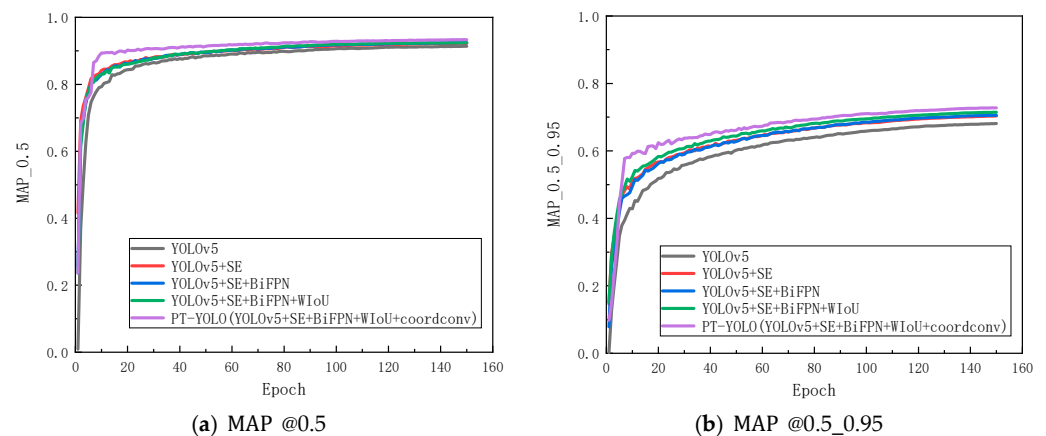 1.0
0.8
0.6
0.4
0.2
0.0
MAP_0.5
0 20 40 60 80 100 120 140 160
Epoch
YOLOv5
YOLOv5+SE
YOLOv5+SE+BiFPN
YOLOv5+SE+BiFPN+WIoU
PT-YOLO(YOLOv5+SE+BiFPN+WIoU+coordconv)
(a) MAP @0.5
1.0
0.8
0.6
0.4
0.2
0.0
MAP_0.5_0.95
0 20 40 60 80 100 120 140 160
Epoch
YOLOv5
YOLOv5+SE
YOLOv5+SE+BiFPN
YOLOv5+SE+BiFPN+WIoU
PT-YOLO(YOLOv5+SE+BiFPN+WIoU+coordconv)
(b) MAP @0.5_0.95